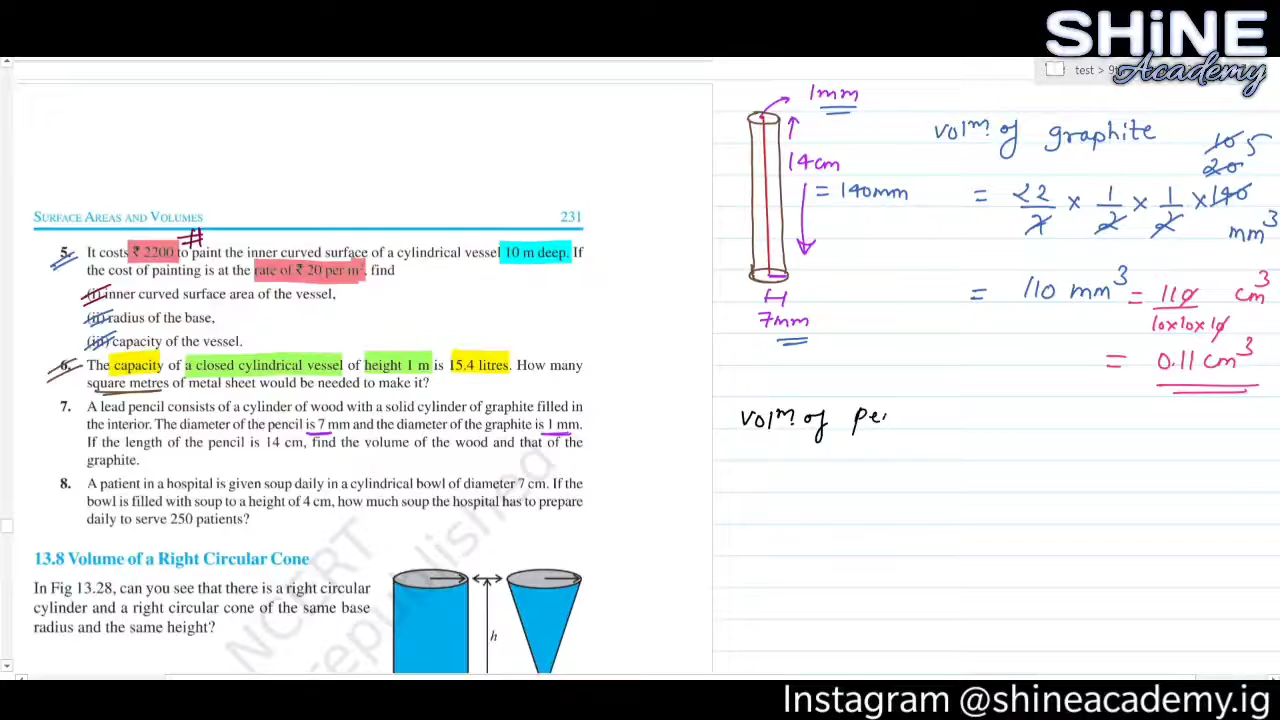 SHiNE
Academy
test > 9t
SURFACE AREAS AND VOLUMES 231
5. It costs ₹ 2200 to paint the inner curved surface of a cylindrical vessel 10 m deep. If
the cost of painting is at the rate of ₹ 20 per m², find
(i) inner curved surface area of the vessel,
(ii) radius of the base,
(iii) capacity of the vessel.
6. The capacity of a closed cylindrical vessel of height 1 m is 15.4 litres. How many
square metres of metal sheet would be needed to make it?
7. A lead pencil consists of a cylinder of wood with a solid cylinder of graphite filled in
the interior. The diameter of the pencil is 7 mm and the diameter of the graphite is 1 mm.
If the length of the pencil is 14 cm, find the volume of the wood and that of the
graphite.
8. A patient in a hospital is given soup daily in a cylindrical bowl of diameter 7 cm. If the
bowl is filled with soup to a height of 4 cm, how much soup the hospital has to prepare
daily to serve 250 patients?
13.8 Volume of a Right Circular Cone
In Fig 13.28, can you see that there is a right circular
cylinder and a right circular cone of the same base
radius and the same height?
h
NCERT
republished
1mm
14cm
= 140mm
7mm
volm. of graphite
10 5
20
= 22/7 × 1/2 × 1/2 × 140
mm³
= 110 mm³ = 110/10×10×10 cm³
= 0.11 cm³
volm. of pe
Instagram @shineacademy.ig